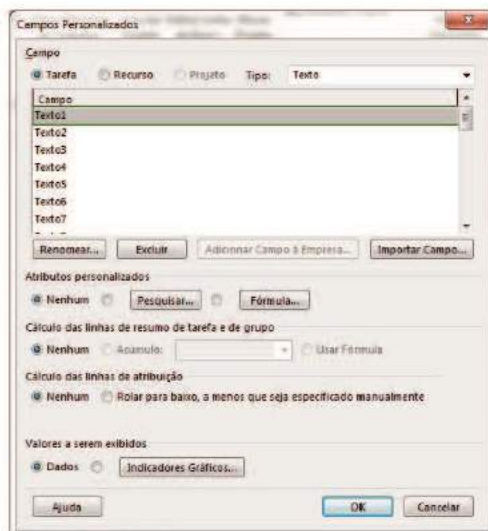 Campos Personalizados
Campo
Tarefa Recurso Projeto Tipo: Texto
Campo
Texto1
Texto2
Texto3
Texto4
Texto5
Texto6
Texto7
Renomear... Excluir Adicionar Campo à Empresa... Importar Campo...
Atributos personalizados
Nenhum Pesquisar... Fórmula...
Cálculo das linhas de resumo de tarefa e de grupo
Nenhum Acúmulo: Usar Fórmula
Cálculo das linhas de atribuição
Nenhum Rolar para baixo, a menos que seja especificado manualmente
Valores a serem exibidos
Dados Indicadores Gráficos...
Ajuda OK Cancelar